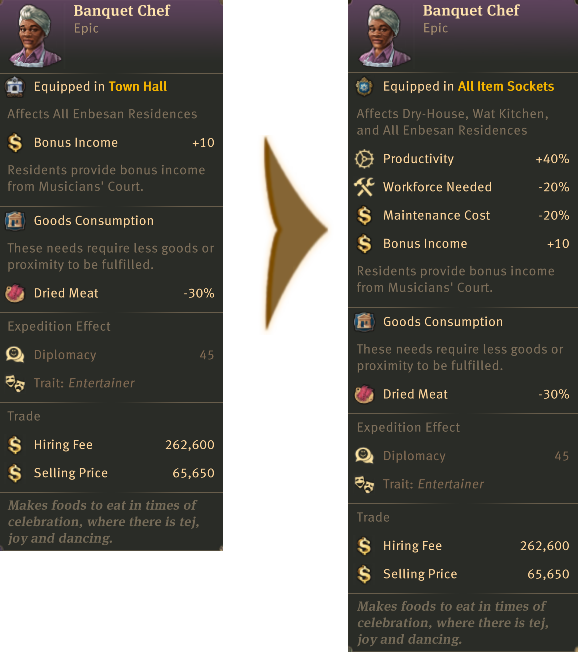 Banquet Chef
Epic
Equipped in Town Hall
Affects All Enbesan Residences
Bonus Income +10
Residents provide bonus income
from Musicians' Court.
Goods Consumption
These needs require less goods or
proximity to be fulfilled.
Dried Meat -30%
Expedition Effect
Diplomacy 45
Trait: Entertainer
Trade
Hiring Fee 262,600
Selling Price 65,650
Makes foods to eat in times of
celebration, where there is tej,
joy and dancing.
Banquet Chef
Epic
Equipped in All Item Sockets
Affects Dry-House, Wat Kitchen,
and All Enbesan Residences
Productivity +40%
Workforce Needed -20%
Maintenance Cost -20%
Bonus Income +10
Residents provide bonus income
from Musicians' Court.
Goods Consumption
These needs require less goods or
proximity to be fulfilled.
Dried Meat -30%
Expedition Effect
Diplomacy 45
Trait: Entertainer
Trade
Hiring Fee 262,600
Selling Price 65,650
Makes foods to eat in times of
celebration, where there is tej,
joy and dancing.